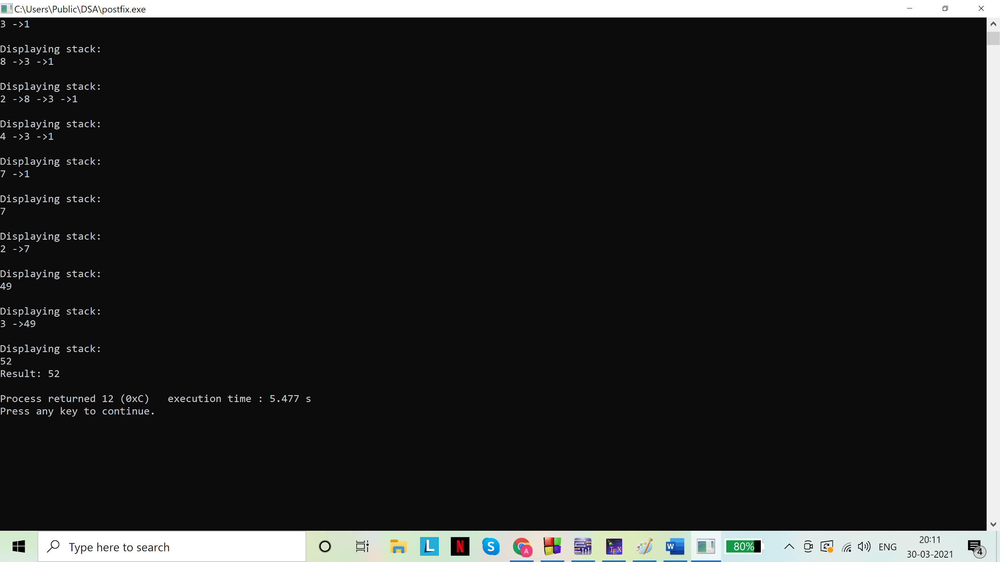 C:\Users\Public\DSA\postfix.exe
3 ->1
Displaying stack:
8 ->3 ->1
Displaying stack:
2 ->8 ->3 ->1
Displaying stack:
4 ->3 ->1
Displaying stack:
7 ->1
Displaying stack:
7
Displaying stack:
2 ->7
Displaying stack:
49
Displaying stack:
3 ->49
Displaying stack:
52
Result: 52
Process returned 12 (0xC)   execution time : 5.477 s
Press any key to continue.
Type here to search
L
N
S
A
TEX
W
80%
ENG
20:11
30-03-2021
4